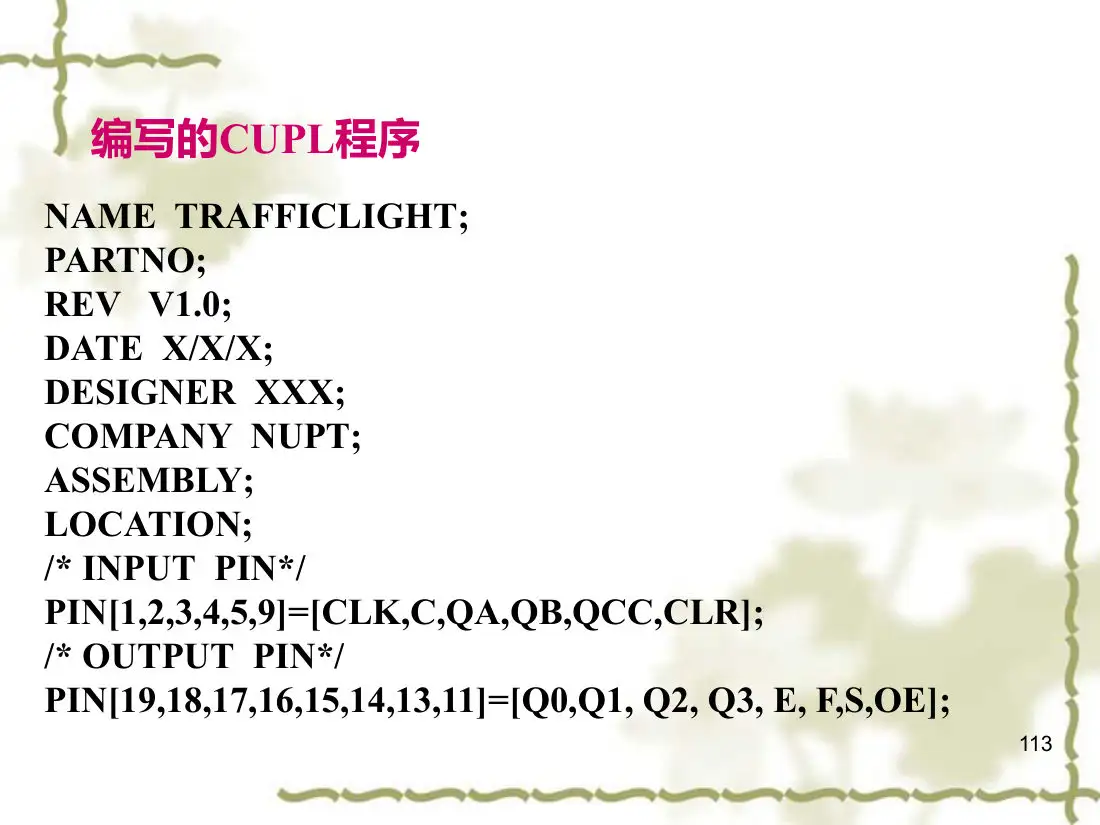 编写的CUPL程序
NAME TRAFFICLIGHT;
PARTNO;
REV V1.0;
DATE X/X/X;
DESIGNER XXX;
COMPANY NUPT;
ASSEMBLY;
LOCATION;
/* INPUT PIN*/
PIN[1,2,3,4,5,9]=[CLK,C,QA,QB,QCC,CLR];
/* OUTPUT PIN*/
PIN[19,18,17,16,15,14,13,11]=[Q0,Q1, Q2, Q3, E, F,S,OE];
113